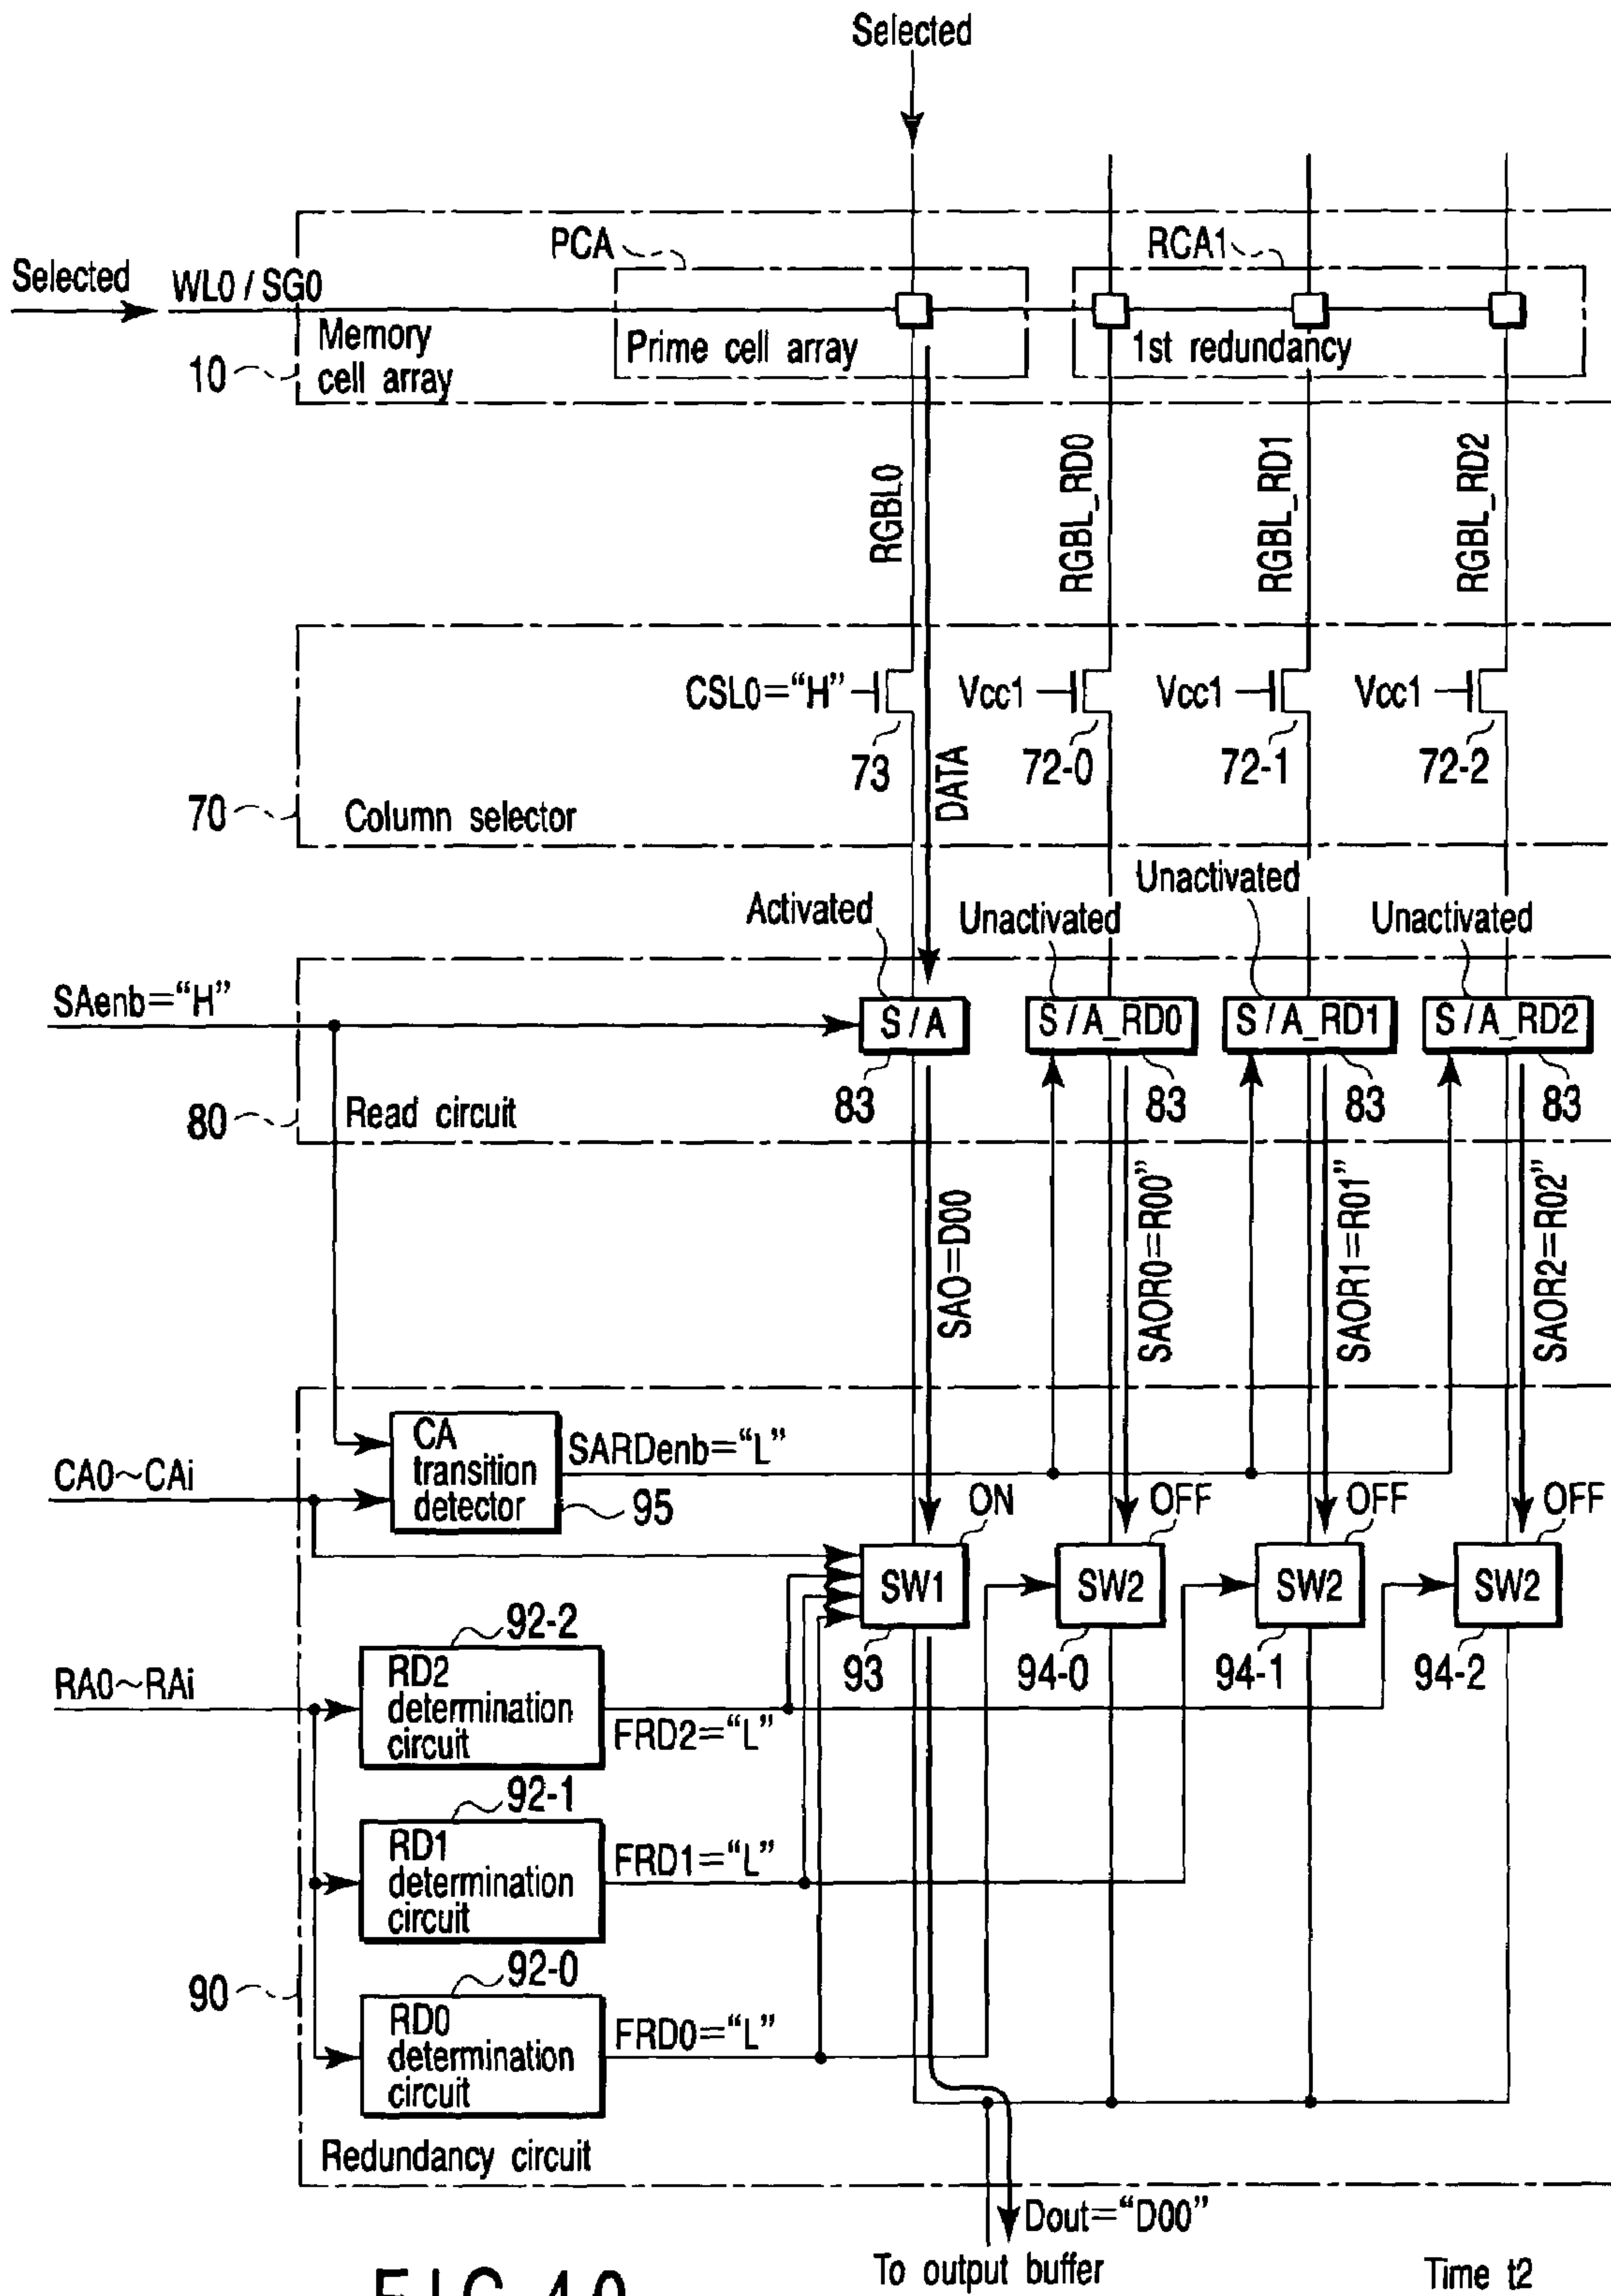 Selected
PCA
RCA1
Selected
WL0 / SG0
Memory
cell array
Prime cell array
1st redundancy
10
RGBL0
RGBL_RD0
RGBL_RD1
RGBL_RD2
CSL0=“H”
Vcc1
Vcc1
Vcc1
73
72-0
72-1
72-2
DATA
70
Column selector
Activated
Unactivated
Unactivated
Unactivated
SAenb=“H”
S / A
S / A_RD0
S / A_RD1
S / A_RD2
83
83
83
83
80
Read circuit
SAO=D00
SAOR0=R00”
SAOR1=R01”
SAOR2=R02”
CA
transition
detector
SARDenb=“L”
CA0~CAi
95
ON
OFF
OFF
OFF
SW1
SW2
SW2
SW2
93
94-0
94-1
94-2
92-2
RA0~RAi
RD2
determination
circuit
FRD2=“L”
92-1
RD1
determination
circuit
FRD1=“L”
92-0
90
RD0
determination
circuit
FRD0=“L”
Redundancy circuit
Dout=“D00”
To output buffer
Time t2